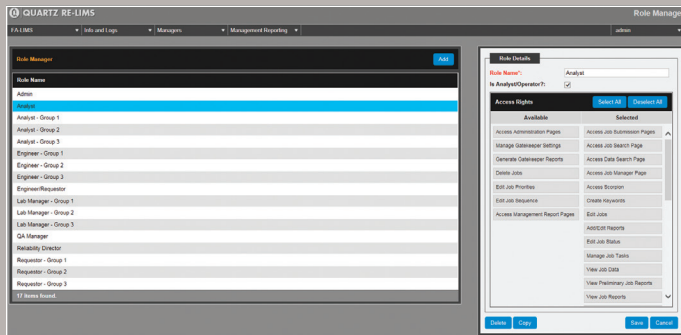 QUARTZ RE-LIMS
Role Manage
FA-LIMS
Info and Logs
Managers
Management Reporting
admin
Role Manager
Add
Role Name
Admin
Analyst
Analyst - Group 1
Analyst - Group 2
Analyst - Group 3
Engineer - Group 1
Engineer - Group 2
Engineer - Group 3
Engineer/Requestor
Lab Manager - Group 1
Lab Manager - Group 2
Lab Manager - Group 3
QA Manager
Reliability Director
Requestor - Group 1
Requestor - Group 2
Requestor - Group 3
17 items found.
Role Details
Role Name*: Analyst
Is Analyst/Operator?:
Access Rights
Select All Deselect All
Available Selected
Access Administration Pages Access Job Submission Pages
Manage Gatekeeper Settings Access Job Search Page
Generate Gatekeeper Reports Access Data Search Page
Delete Jobs Access Job Manager Page
Edit Job Priorities Access Scorpion
Edit Job Sequence Create Keywords
Access Management Report Pages Edit Jobs
Add/Edit Reports
Edit Job Status
Manage Job Tasks
View Job Data
View Preliminary Job Reports
View Job Reports
Delete Copy Save Cancel